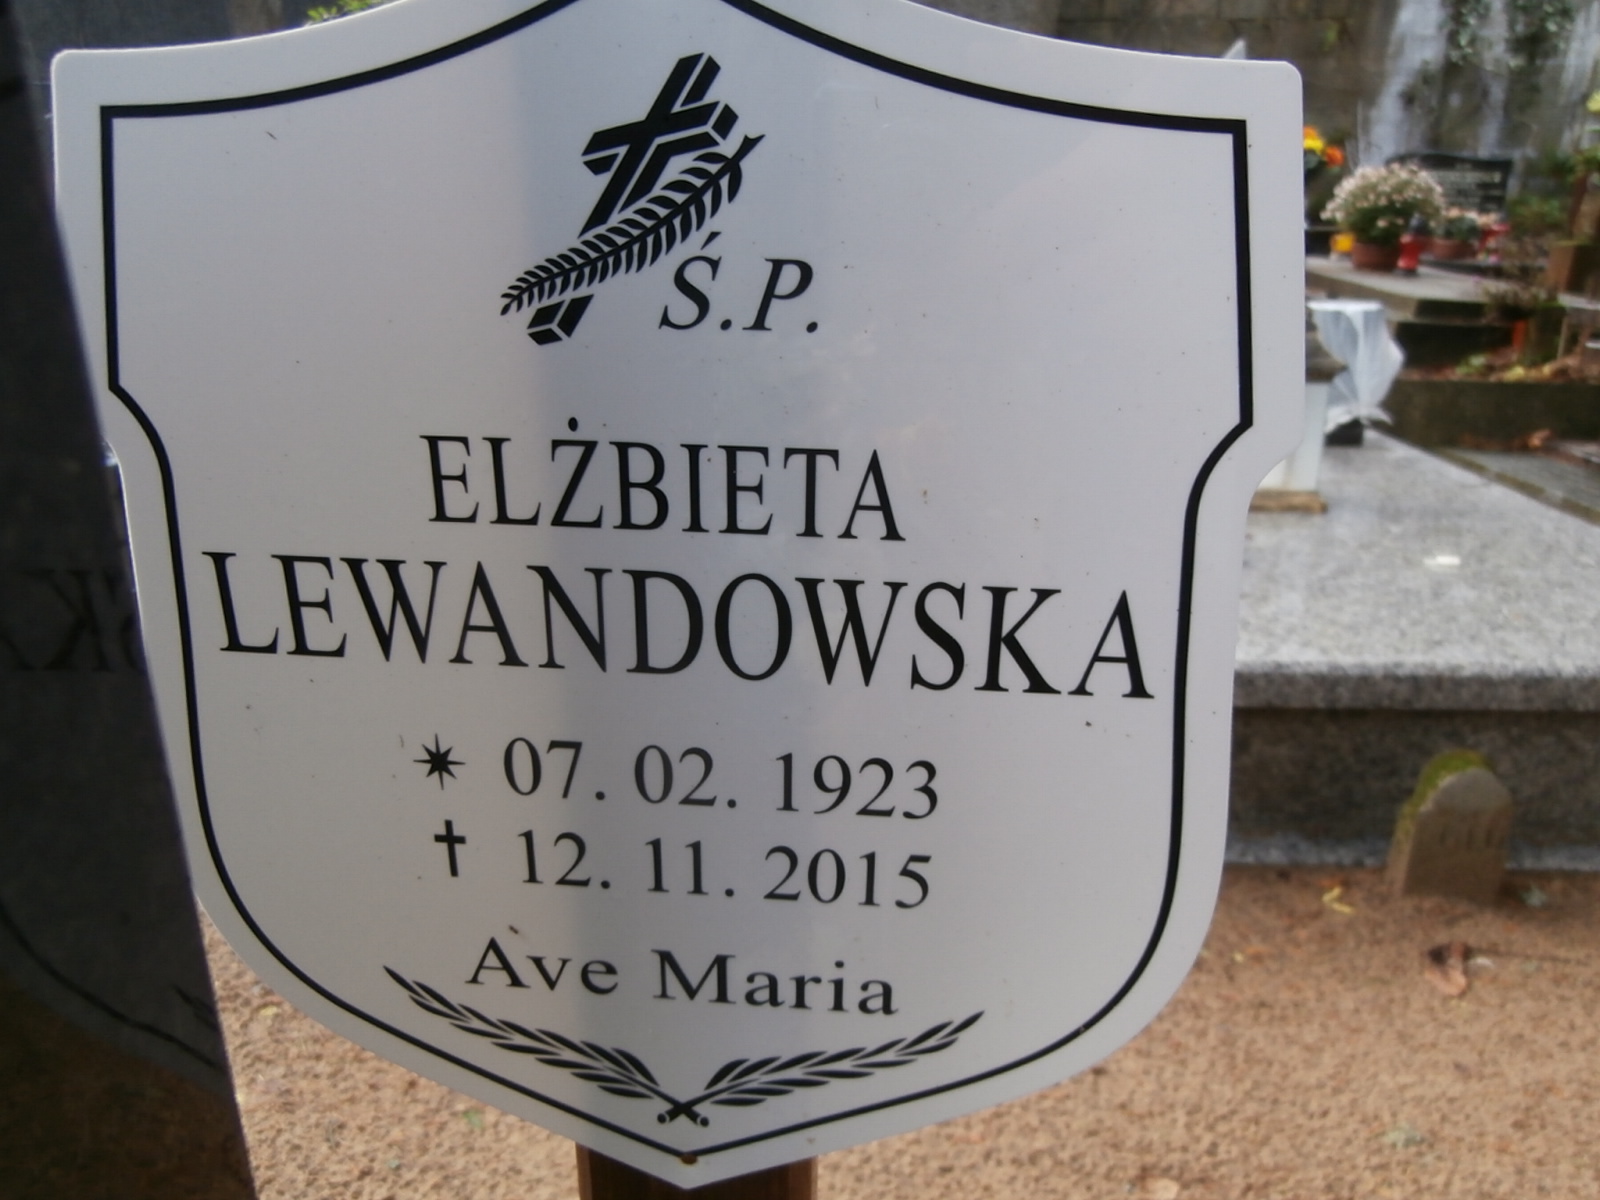 Ś.P.
ELŻBIETA
LEWANDOWSKA
✴ 07. 02. 1923
✝ 12. 11. 2015
Ave Maria